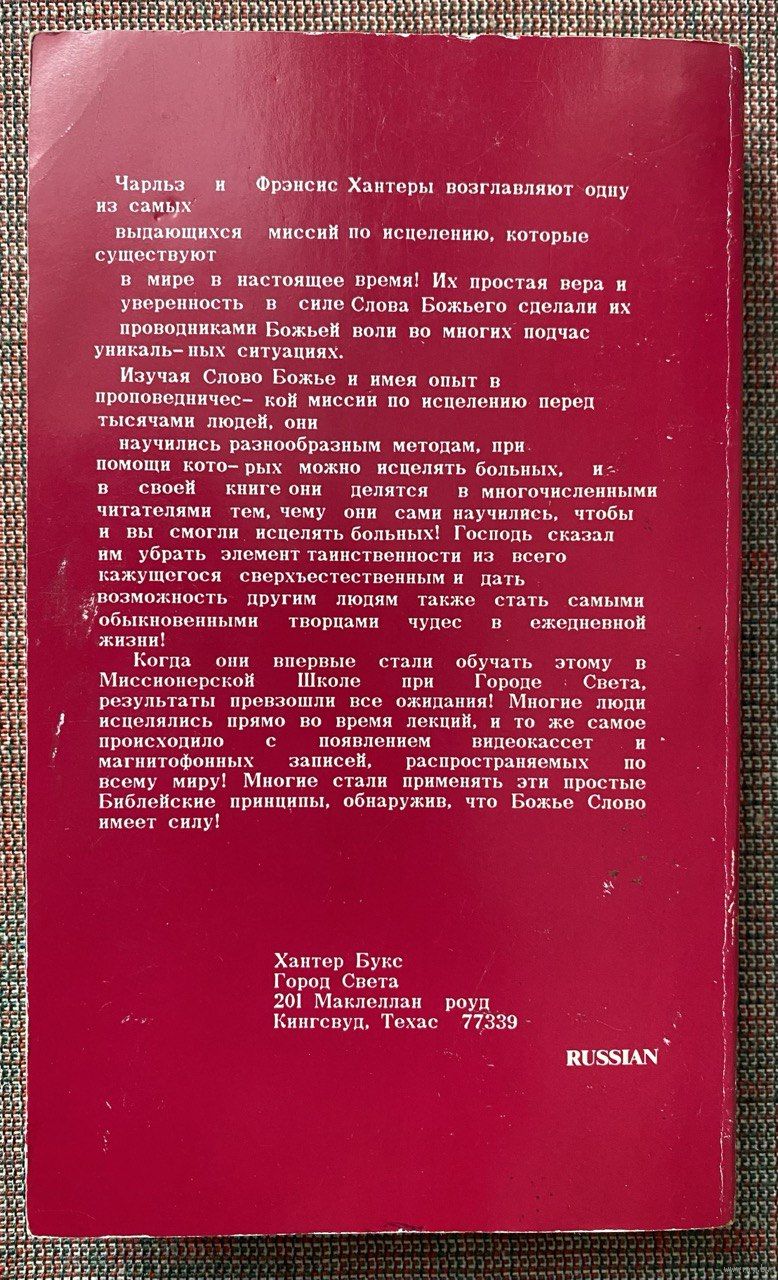 Чарльз и Фрэнсис Хантеры возглавляют одну
из самых
выдающихся миссий по исцелению, которые
существуют
в мире в настоящее время! Их простая вера и
уверенность в силе Слова Божьего сделали их
проводниками Божьей воли во многих подчас
уникаль-ных ситуациях.
Изучая Слово Божье и имея опыт в
проповедничес- кой миссии по исцелению перед
тысячами людей, они
научились разнообразным методам, при
помощи кото- рых можно исцелять больных, и
в своей книге они делятся в многочисленными
читателями тем, чему они сами научились, чтобы
и вы смогли исцелять больных! Господь сказал
им убрать элемент таинственности из всего
кажущегося сверхъестественным и дать
возможность другим людям также стать самыми
обыкновенными творцами чудес в ежедневной
жизни!
Когда они впервые стали обучать этому в
Миссионерской Школе при Городе Света,
результаты превзошли все ожидания! Многие люди
исцелялись прямо во время лекций, и то же самое
происходило с появлением видеокассет и
магнитофонных записей, распространяемых по
всему миру! Многие стали применять эти простые
Библейские принципы, обнаружив, что Божье Слово
имеет силу!
Хантер Букс
Город Света
201 Маклеллан роуд
Кингсвуд, Техас 77339
RUSSIAN